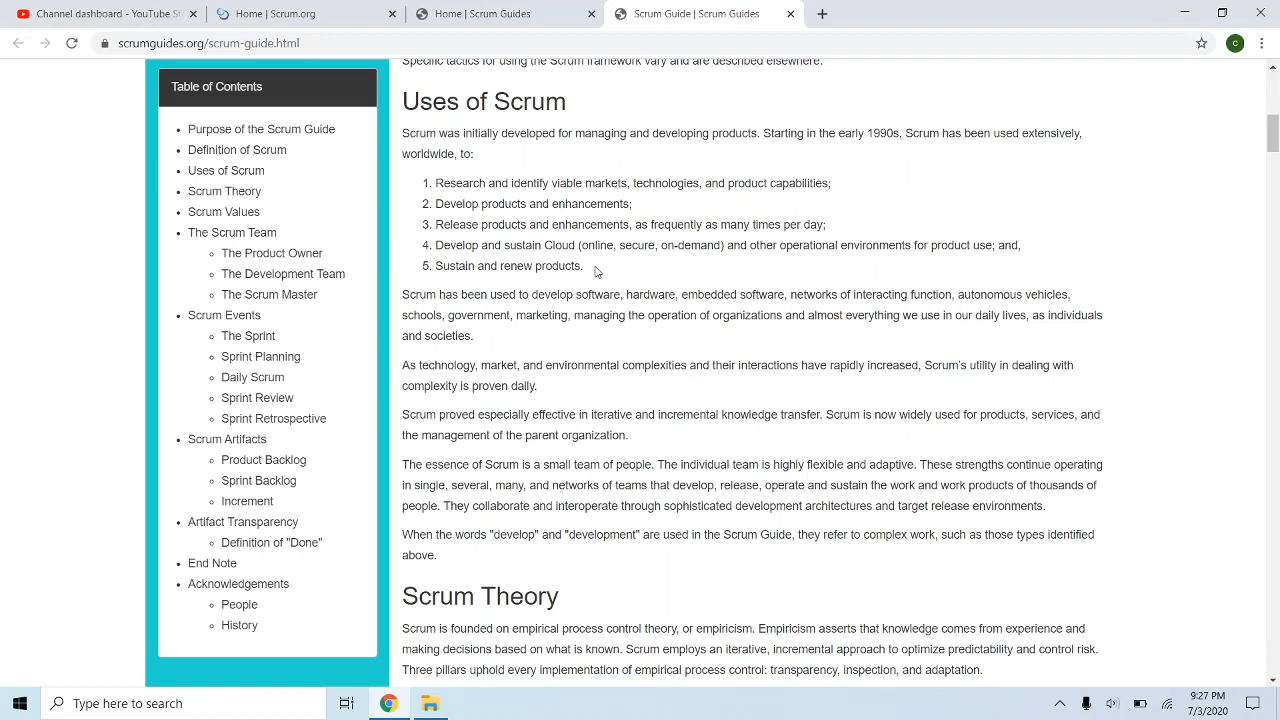 Channel dashboard - YouTube St
Home | Scrum.org
Home | Scrum Guides
Scrum Guide | Scrum Guides
scrumguides.org/scrum-guide.html
c
Table of Contents
Purpose of the Scrum Guide
Definition of Scrum
Uses of Scrum
Scrum Theory
Scrum Values
The Scrum Team
The Product Owner
The Development Team
The Scrum Master
Scrum Events
The Sprint
Sprint Planning
Daily Scrum
Sprint Review
Sprint Retrospective
Scrum Artifacts
Product Backlog
Sprint Backlog
Increment
Artifact Transparency
Definition of "Done"
End Note
Acknowledgements
People
History
Specific tactics for using the Scrum framework vary and are described elsewhere.
Uses of Scrum
Scrum was initially developed for managing and developing products. Starting in the early 1990s, Scrum has been used extensively,
worldwide, to:
1. Research and identify viable markets, technologies, and product capabilities;
2. Develop products and enhancements;
3. Release products and enhancements, as frequently as many times per day;
4. Develop and sustain Cloud (online, secure, on-demand) and other operational environments for product use; and,
5. Sustain and renew products.
Scrum has been used to develop software, hardware, embedded software, networks of interacting function, autonomous vehicles,
schools, government, marketing, managing the operation of organizations and almost everything we use in our daily lives, as individuals
and societies.
As technology, market, and environmental complexities and their interactions have rapidly increased, Scrum's utility in dealing with
complexity is proven daily.
Scrum proved especially effective in iterative and incremental knowledge transfer. Scrum is now widely used for products, services, and
the management of the parent organization.
The essence of Scrum is a small team of people. The individual team is highly flexible and adaptive. These strengths continue operating
in single, several, many, and networks of teams that develop, release, operate and sustain the work and work products of thousands of
people. They collaborate and interoperate through sophisticated development architectures and target release environments.
When the words "develop" and "development" are used in the Scrum Guide, they refer to complex work, such as those types identified
above.
Scrum Theory
Scrum is founded on empirical process control theory, or empiricism. Empiricism asserts that knowledge comes from experience and
making decisions based on what is known. Scrum employs an iterative, incremental approach to optimize predictability and control risk.
Three pillars uphold every implementation of empirical process control: transparency, inspection, and adaptation.
Type here to search
9:27 PM
7/3/2020